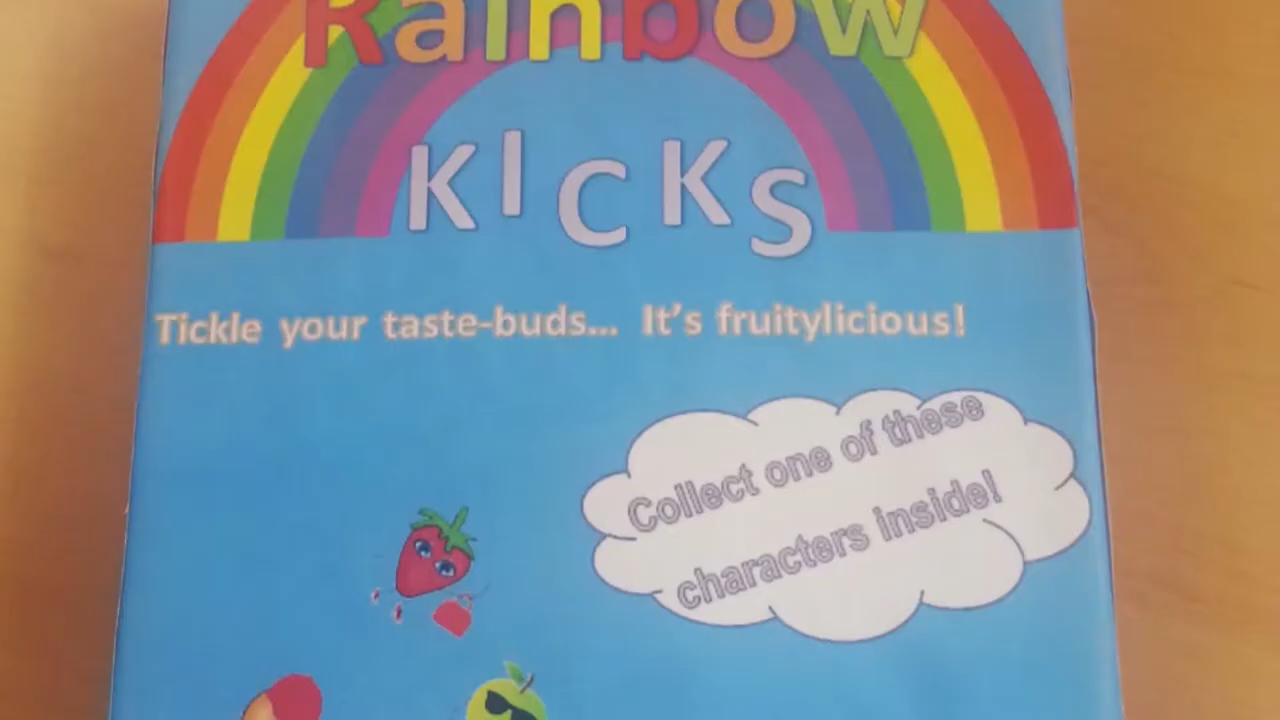 Rainbow
KICKS
Tickle your taste-buds... It's fruitylicious!
Collect one of these
characters inside!